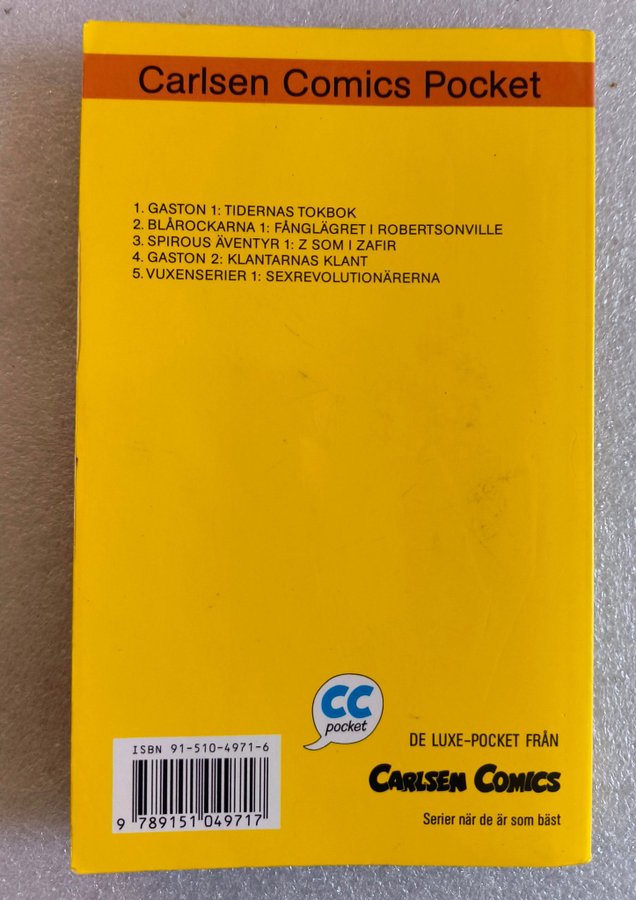 Carlsen Comics Pocket
1. GASTON 1: TIDERNAS TOKBOK
2. BLÅROCKARNA 1: FÅNGLÄGRET I ROBERTSONVILLE
3. SPIROUS ÄVENTYR 1: Z SOM I ZAFIR
4. GASTON 2: KLANTARNAS KLANT
5. VUXENSERIER 1: SEXREVOLUTIONÄRERNA
CC
pocket
ISBN 91-510-4971-6
9 789151 049717
DE LUXE-POCKET FRÅN
CARLSEN COMICS
Serier när de är som bäst